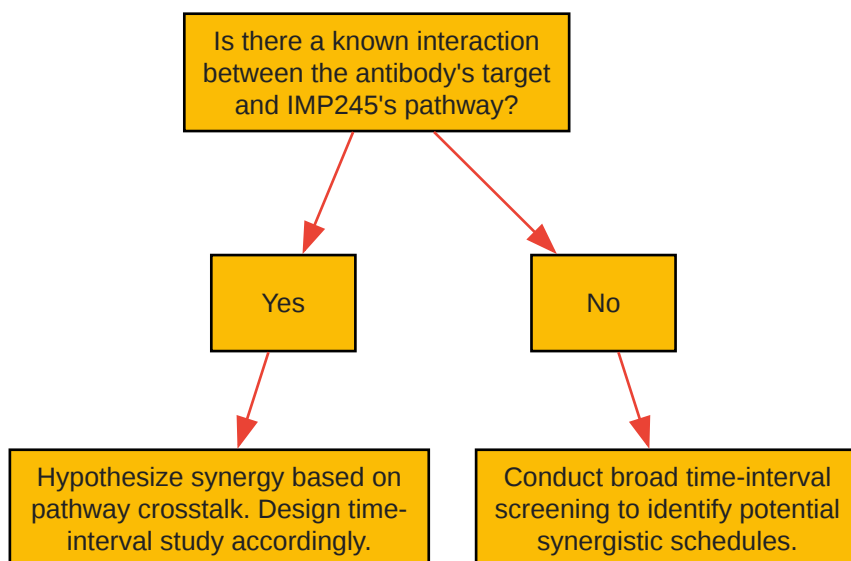 Is there a known interaction
between the antibody's target
and IMP245's pathway?
Yes
No
Hypothesize synergy based on
pathway crosstalk. Design time-
interval study accordingly.
Conduct broad time-interval
screening to identify potential
synergistic schedules.